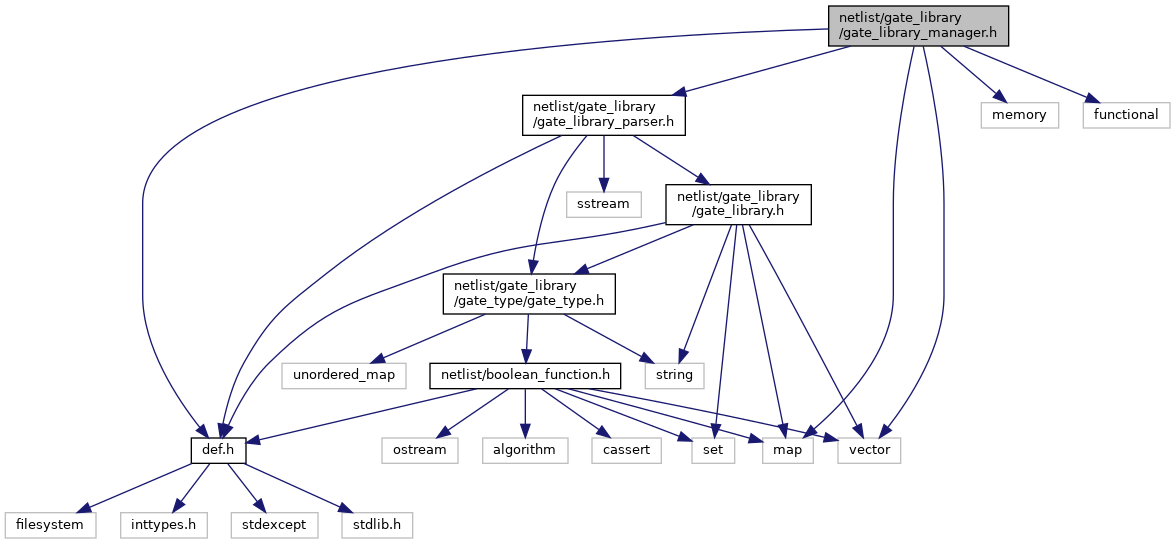 netlist/gate_library
/gate_library_manager.h
netlist/gate_library
/gate_library_parser.h
memory
functional
sstream
netlist/gate_library
/gate_library.h
netlist/gate_library
/gate_type/gate_type.h
unordered_map
netlist/boolean_function.h
string
def.h
ostream
algorithm
cassert
set
map
vector
filesystem
inttypes.h
stdexcept
stdlib.h